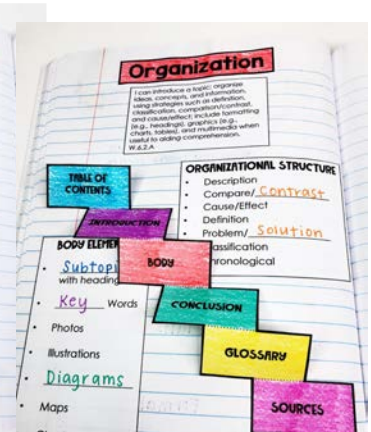 Organization
I can introduce a topic; organize
ideas, concepts, and information,
using strategies such as definition,
classification, comparison/contrast,
and cause/effect; include formatting
(e.g., headings), graphics (e.g.,
charts, tables), and multimedia when
useful to aiding comprehension.
W.6.2.A
TABLE OF
CONTENTS
INTRODUCTION
BODY
CONCLUSION
GLOSSARY
SOURCES
ORGANIZATIONAL STRUCTURE
• Description
• Compare/ Contrast
• Cause/Effect
• Definition
• Problem/ Solution
assification
hronological
BODY ELEMEN
• Subtopi
with heading
• Key Words
• Photos
• Illustrations
• Diagrams
• Maps